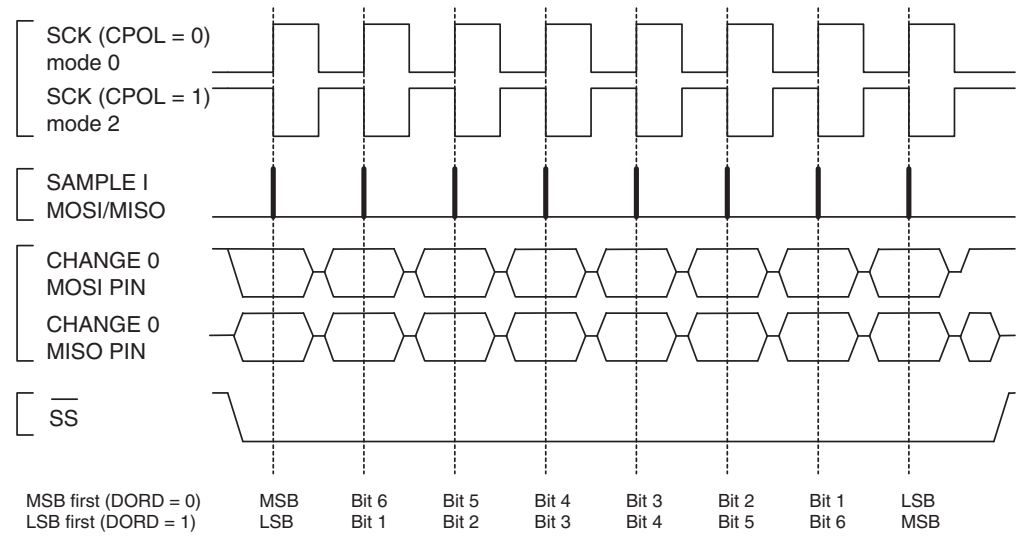 SCK (CPOL = 0)
mode 0
SCK (CPOL = 1)
mode 2
SAMPLE I
MOSI/MISO
CHANGE 0
MOSI PIN
CHANGE 0
MISO PIN
SS
MSB first (DORD = 0) MSB Bit 6 Bit 5 Bit 4 Bit 3 Bit 2 Bit 1 LSB
LSB first (DORD = 1) LSB Bit 1 Bit 2 Bit 3 Bit 4 Bit 5 Bit 6 MSB